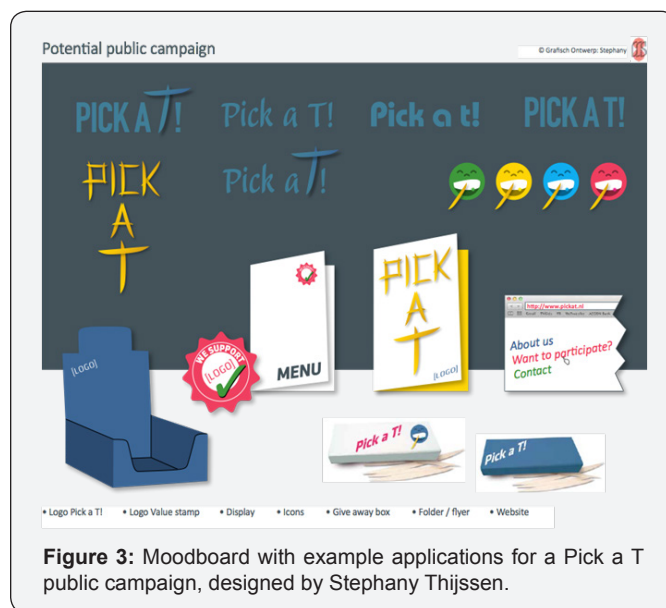 Potential public campaign
© Grafisch Ontwerp: Stephany
PICK A T!
Pick a T!
Pick a t!
PICK A T!
PICK
A
T
Pick a T!
WE SUPPORT
[LOGO]
[LOGO]
MENU
PICK
A
T
[LOGO]
http://www.pickat.nl
About us
Want to participate?
Contact
Pick a T!
Pick a T!
• Logo Pick a T! • Logo Value stamp • Display • Icons • Give away box • Folder / flyer • Website
Figure 3: Moodboard with example applications for a Pick a T
public campaign, designed by Stephany Thijssen.